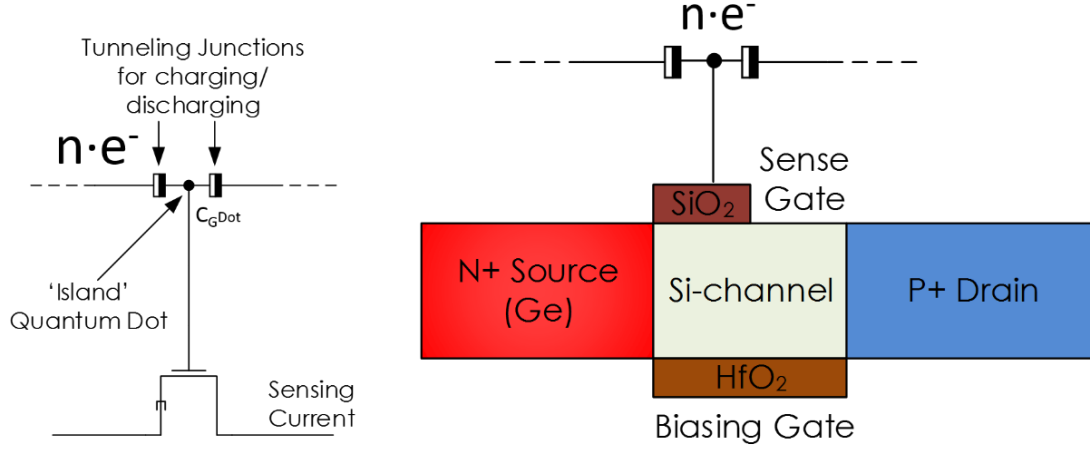 Tunneling Junctions
for charging/
discharging
n·e⁻
C_GDot
'Island'
Quantum Dot
Sensing
Current
n·e⁻
Sense
Gate
SiO₂
N+ Source
(Ge)
Si-channel
P+ Drain
HfO₂
Biasing Gate